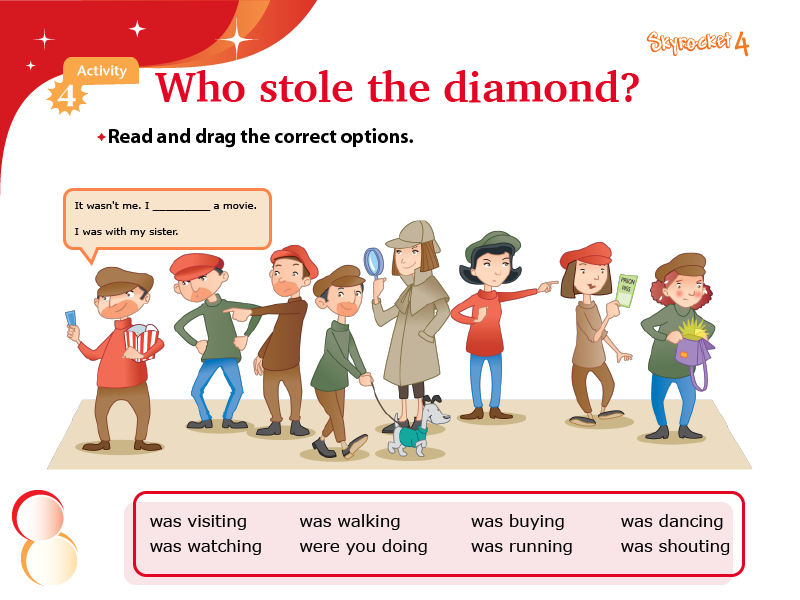 Skyrocket 4
Activity
4
Who stole the diamond?
Read and drag the correct options.
It wasn't me. I _________ a movie.
I was with my sister.
PRISON
PASS
was visiting was walking was buying was dancing
was watching were you doing was running was shouting